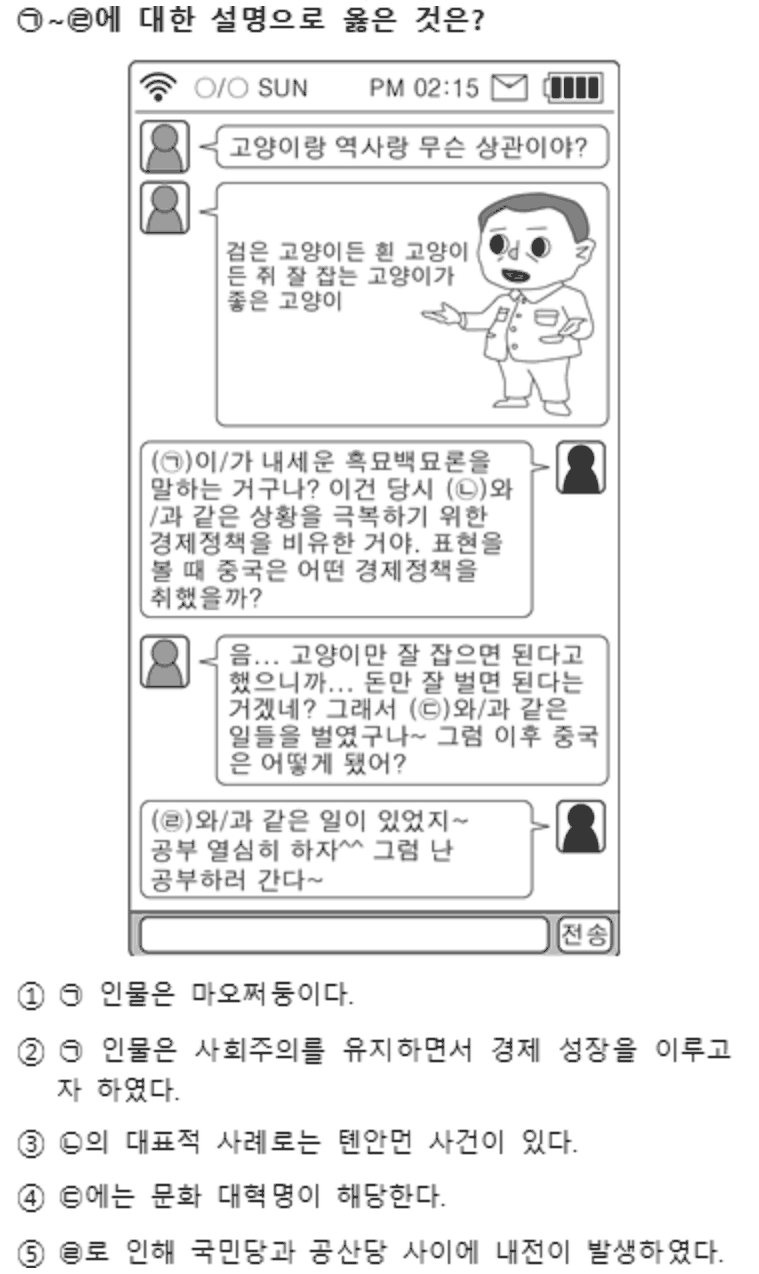 ㉠~㉣에 대한 설명으로 옳은 것은?
○/○ SUN PM 02:15
고양이랑 역사랑 무슨 상관이야?
검은 고양이든 흰 고양이
든 쥐 잘 잡는 고양이가
좋은 고양이
(㉠)이/가 내세운 흑묘백묘론을
말하는 거구나? 이건 당시 (㉡)와
/과 같은 상황을 극복하기 위한
경제정책을 비유한 거야. 표현을
볼 때 중국은 어떤 경제정책을
취했을까?
음... 고양이만 잘 잡으면 된다고
했으니까... 돈만 잘 벌면 된다는
거겠네? 그래서 (㉢)와/과 같은
일들을 벌였구나~ 그럼 이후 중국
은 어떻게 됐어?
(㉣)와/과 같은 일이 있었지~
공부 열심히 하자^^ 그럼 난
공부하러 간다~
전송
① ㉠ 인물은 마오쩌둥이다.
② ㉠ 인물은 사회주의를 유지하면서 경제 성장을 이루고
자 하였다.
③ ㉡의 대표적 사례로는 톈안먼 사건이 있다.
④ ㉢에는 문화 대혁명이 해당한다.
⑤ ㉣로 인해 국민당과 공산당 사이에 내전이 발생하였다.